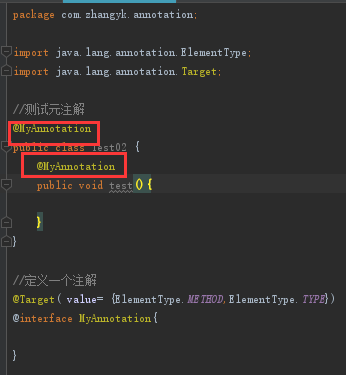 package com.zhangyk.annotation;
import java.lang.annotation.ElementType;
import java.lang.annotation.Target;
//测试元注解
@MyAnnotation
public class Test02 {
@MyAnnotation
public void test(){
}
}
//定义一个注解
@Target( value= {ElementType.METHOD,ElementType.TYPE})
@interface MyAnnotation{
}